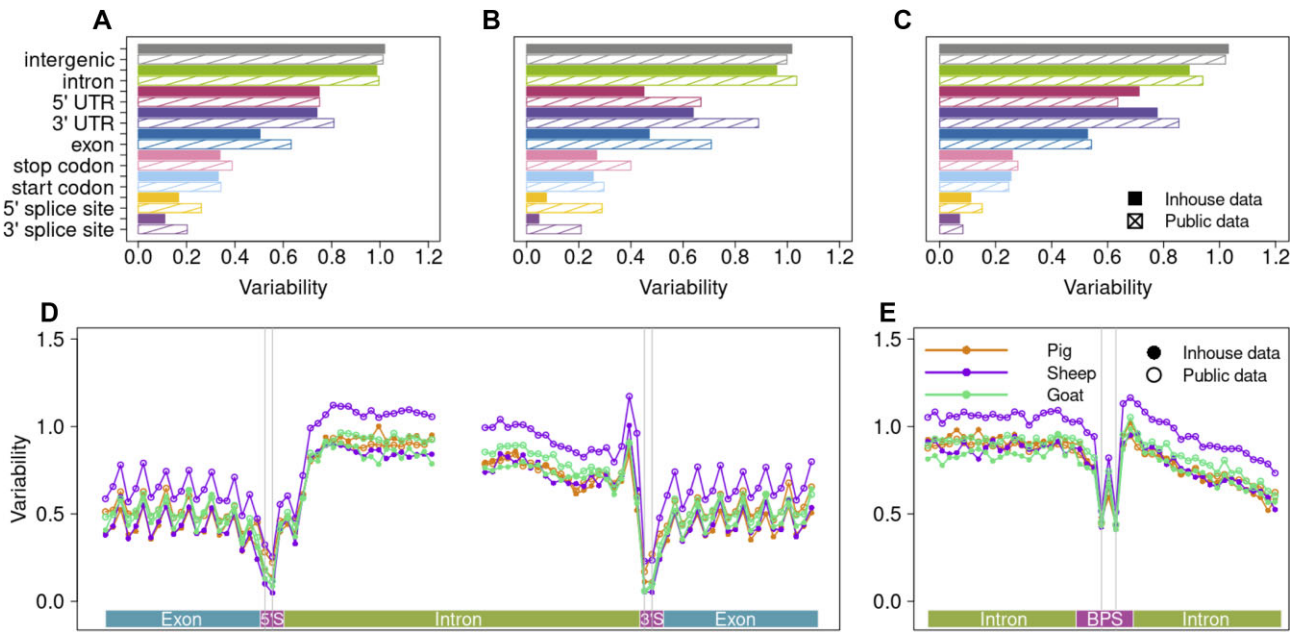 A
B
C
intergenic
intron
5' UTR
3' UTR
exon
stop codon
start codon
5' splice site
3' splice site
Inhouse data
Public data
0.0 0.2 0.4 0.6 0.8 1.0 1.2
0.0 0.2 0.4 0.6 0.8 1.0 1.2
0.0 0.2 0.4 0.6 0.8 1.0 1.2
Variability
Variability
Variability
D
Variability
1.5
1.0
0.5
0.0
Exon 5'S Intron 3'S Exon
E
1.5
1.0
0.5
0.0
Pig
Sheep
Goat
Inhouse data
Public data
Intron BPS Intron